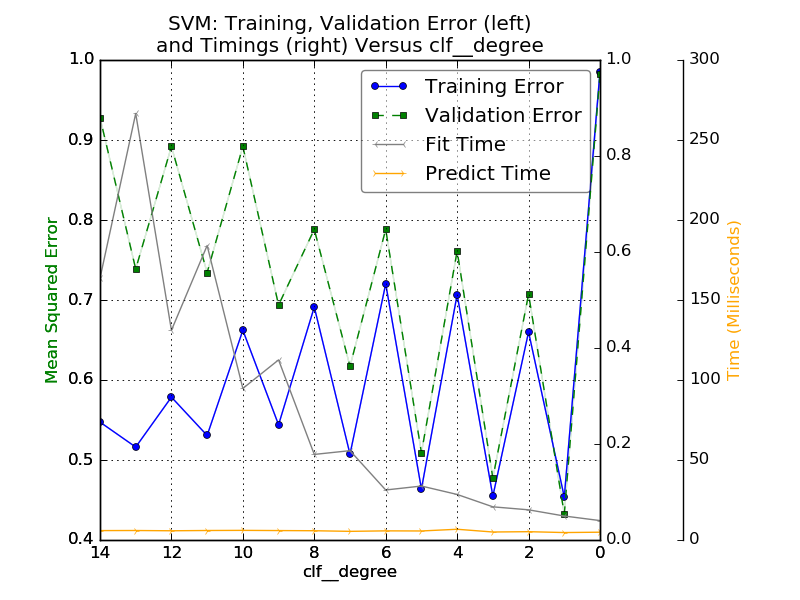 SVM: Training, Validation Error (left)
and Timings (right) Versus clf__degree
1.0
0.9
0.8
0.7
0.6
0.5
0.4
Mean Squared Error
Training Error
Validation Error
Fit Time
Predict Time
1.0
0.8
0.6
0.4
0.2
0.0
300
250
200
150
100
50
0
Time (Milliseconds)
14 12 10 8 6 4 2 0
clf__degree